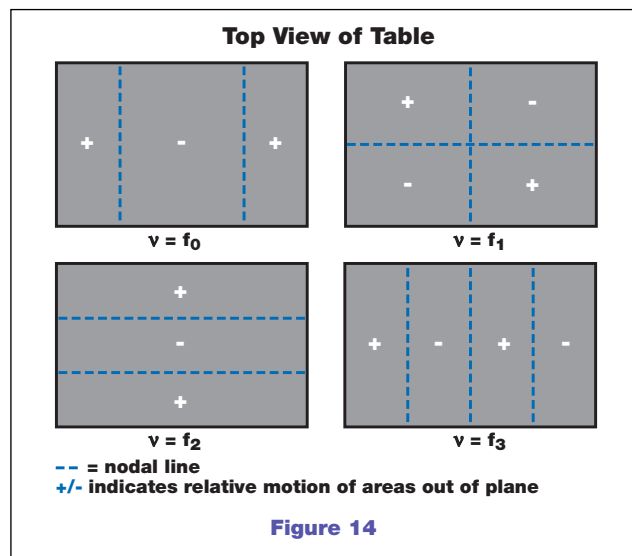 Top View of Table
+ - +
+ -
- +
ν = f0
ν = f1
+
-
+
+ - + -
ν = f2
ν = f3
-- = nodal line
+/- indicates relative motion of areas out of plane
Figure 14